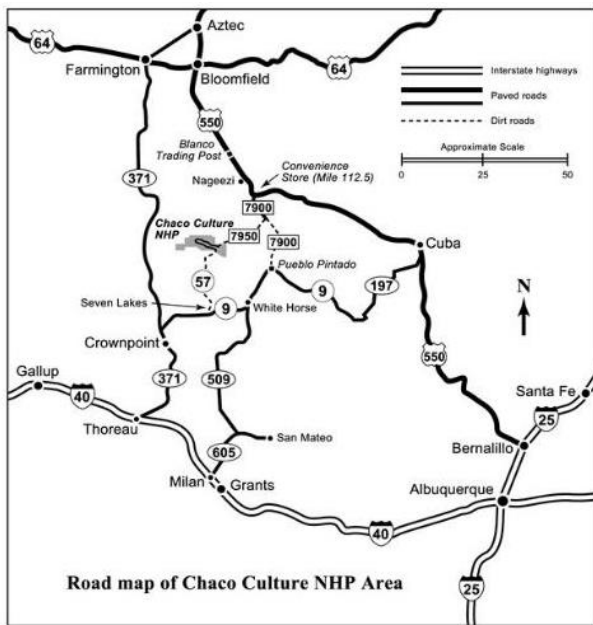 Aztec
64
Farmington
Bloomfield
64
Interstate highways
Paved roads
Dirt roads
Approximate Scale
0
25
50
550
Blanco
Trading Post
Nageezi
Convenience
Store (Mile 112.5)
371
7900
Chaco Culture
NHP
7950
7900
Cuba
57
Pueblo Pintado
197
9
Seven Lakes
9
White Horse
N
Crownpoint
550
371
509
Gallup
40
Santa Fe
25
Thoreau
San Mateo
Bernalillo
605
Milan
Grants
Albuquerque
40
Road map of Chaco Culture NHP Area
25